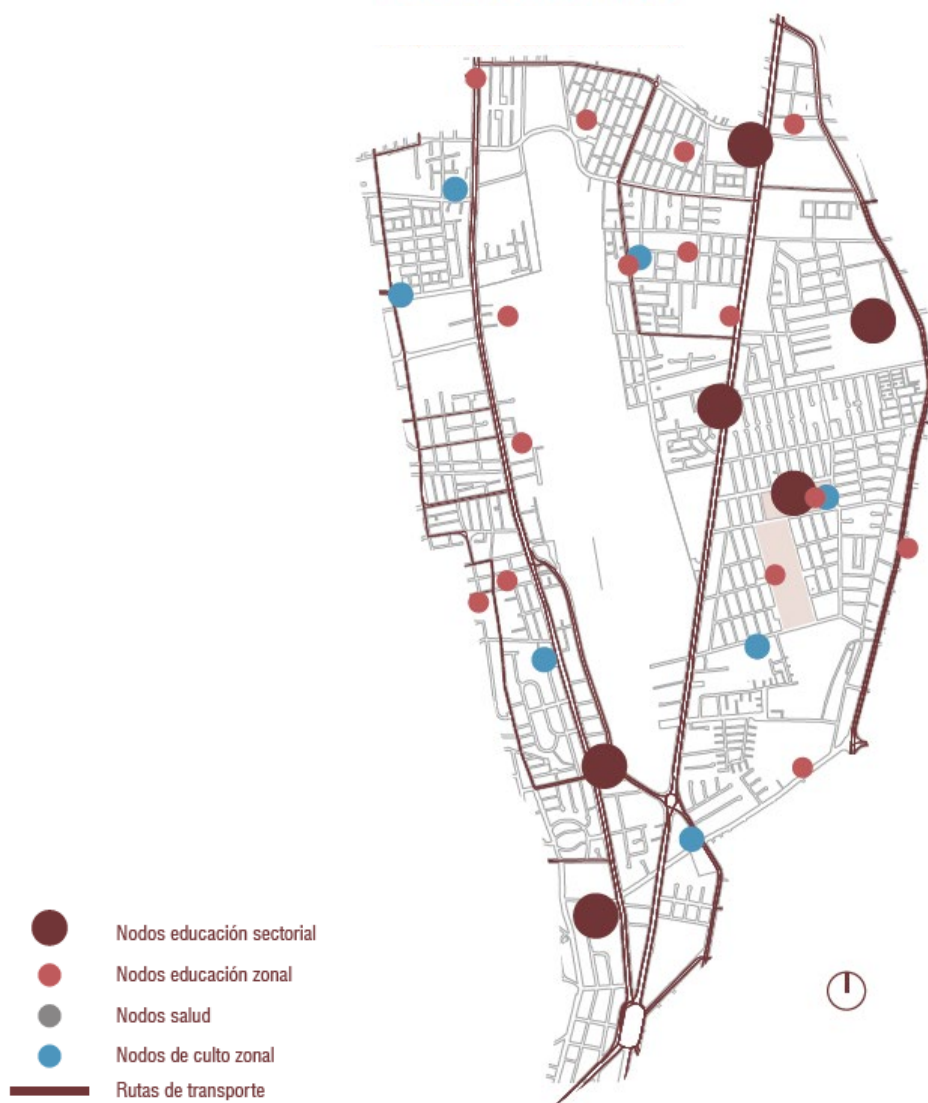 Nodos educación sectorial
Nodos educación zonal
Nodos salud
Nodos de culto zonal
Rutas de transporte